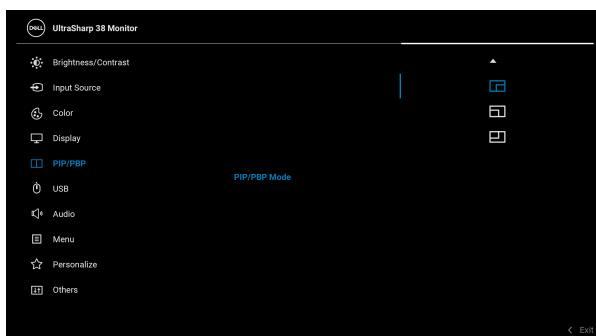 DELL UltraSharp 38 Monitor
Brightness/Contrast
Input Source
Color
Display
PIP/PBP
PIP/PBP Mode
USB
Audio
Menu
Personalize
Others
Exit